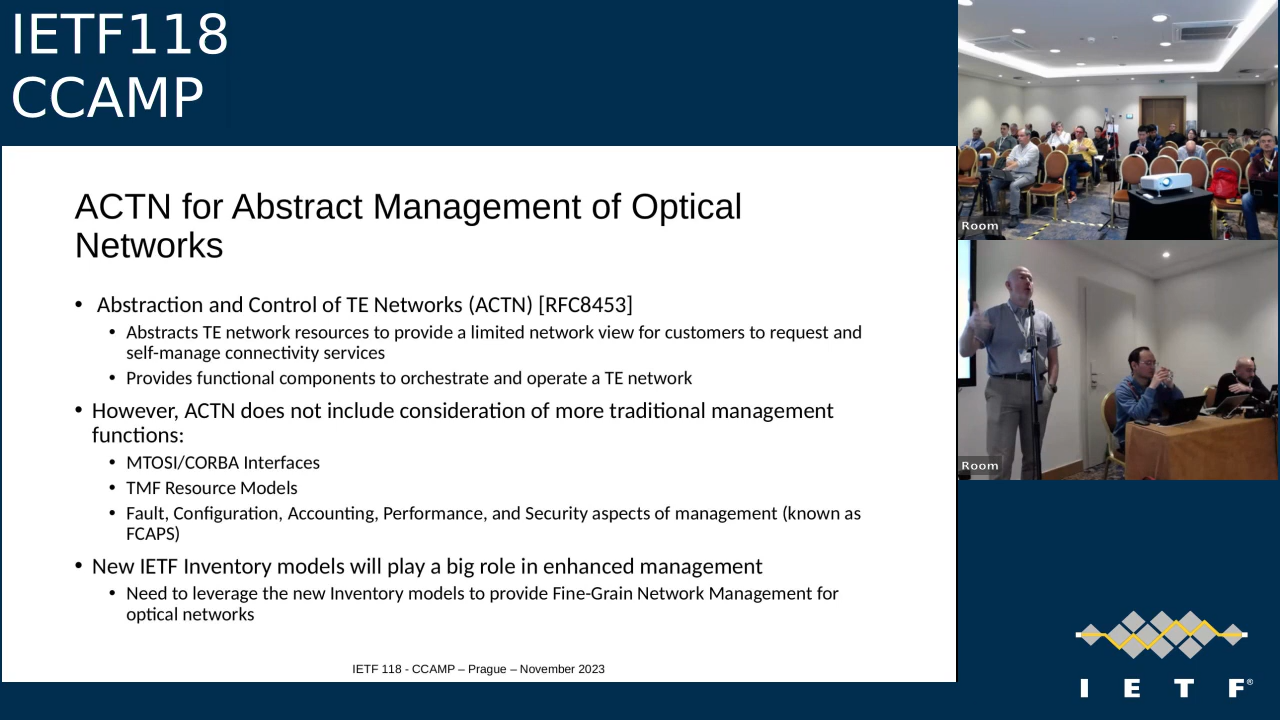 IETF118
CCAMP
ACTN for Abstract Management of Optical
Networks
• Abstraction and Control of TE Networks (ACTN) [RFC8453]
• Abstracts TE network resources to provide a limited network view for customers to request and
self-manage connectivity services
• Provides functional components to orchestrate and operate a TE network
• However, ACTN does not include consideration of more traditional management
functions:
• MTOSI/CORBA Interfaces
• TMF Resource Models
• Fault, Configuration, Accounting, Performance, and Security aspects of management (known as
FCAPS)
• New IETF Inventory models will play a big role in enhanced management
• Need to leverage the new Inventory models to provide Fine-Grain Network Management for
optical networks
IETF 118 - CCAMP – Prague – November 2023
Room
Room
I E T F®